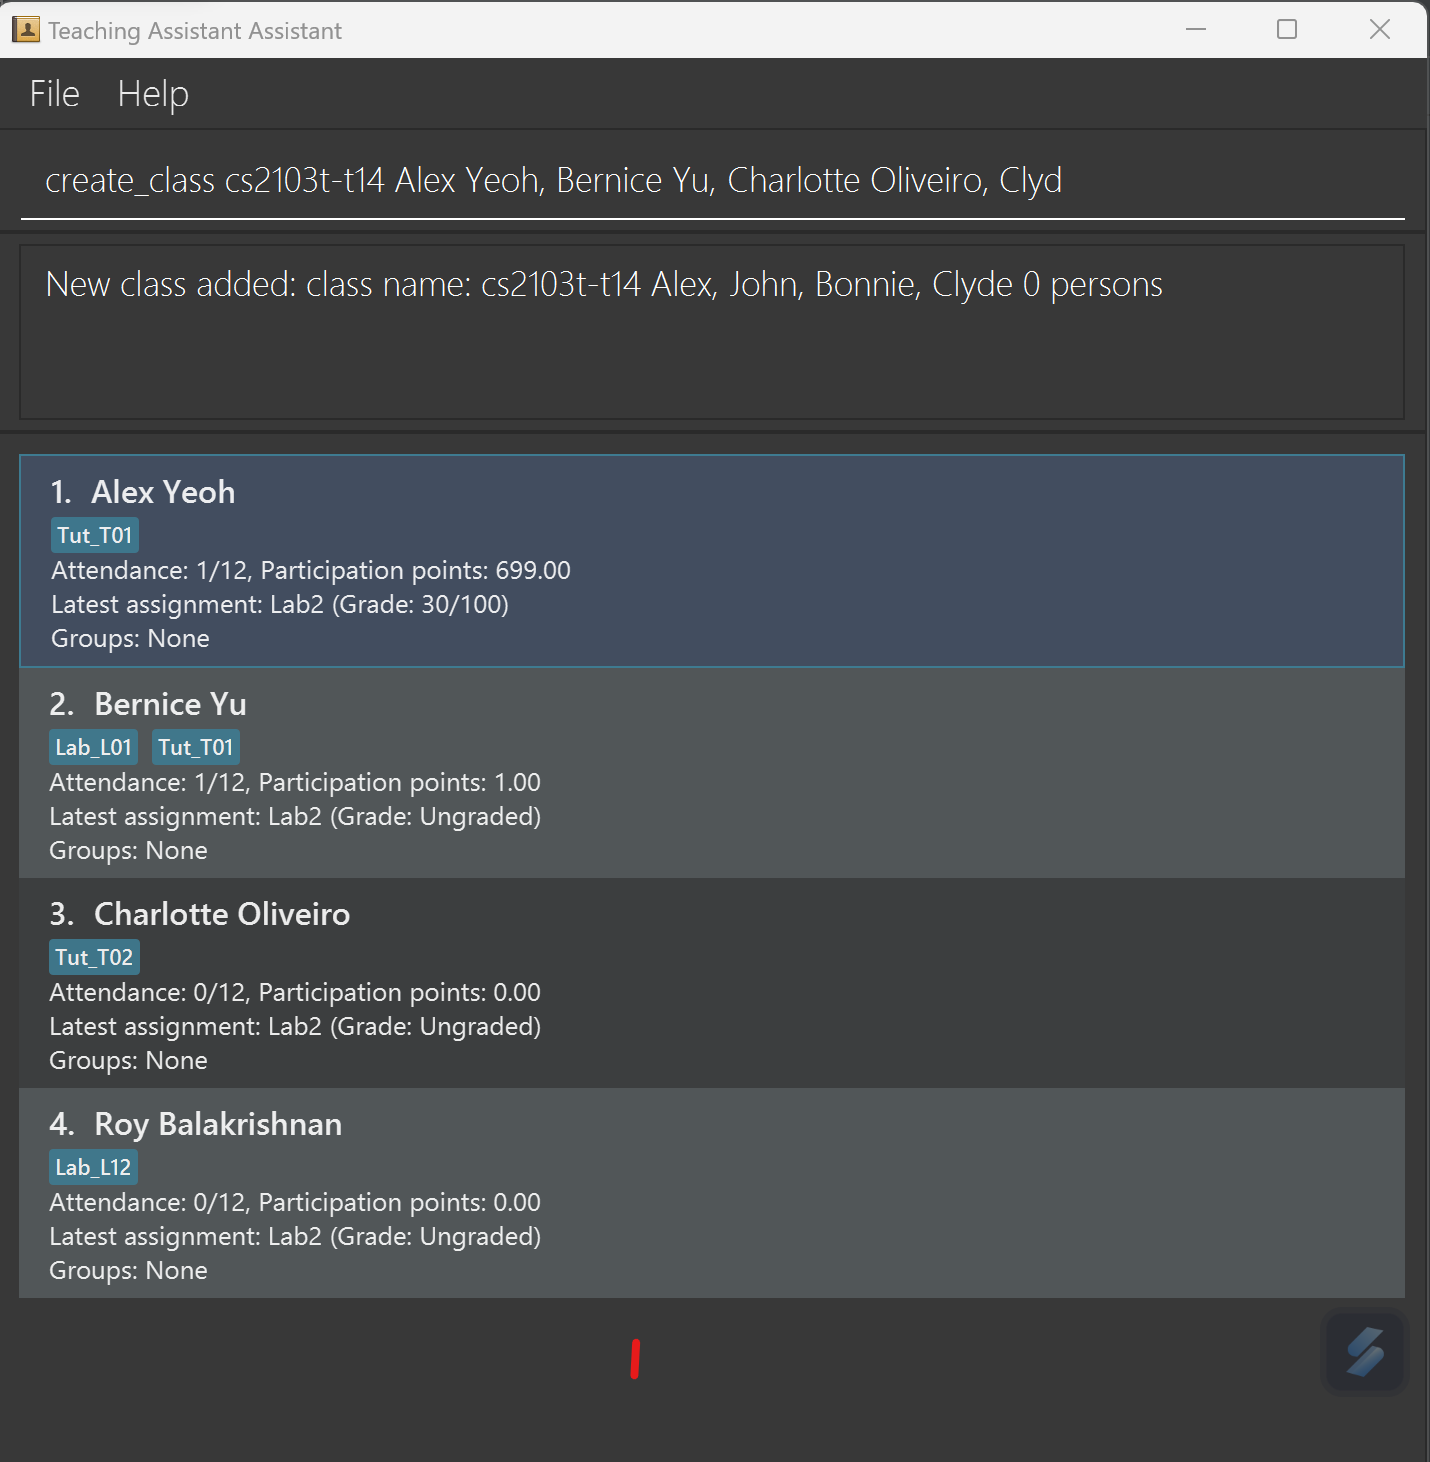 Teaching Assistant Assistant
File Help
create_class cs2103t-t14 Alex Yeoh, Bernice Yu, Charlotte Oliveiro, Clyd
New class added: class name: cs2103t-t14 Alex, John, Bonnie, Clyde 0 persons
1. Alex Yeoh
Tut_T01
Attendance: 1/12, Participation points: 699.00
Latest assignment: Lab2 (Grade: 30/100)
Groups: None
2. Bernice Yu
Lab_L01 Tut_T01
Attendance: 1/12, Participation points: 1.00
Latest assignment: Lab2 (Grade: Ungraded)
Groups: None
3. Charlotte Oliveiro
Tut_T02
Attendance: 0/12, Participation points: 0.00
Latest assignment: Lab2 (Grade: Ungraded)
Groups: None
4. Roy Balakrishnan
Lab_L12
Attendance: 0/12, Participation points: 0.00
Latest assignment: Lab2 (Grade: Ungraded)
Groups: None